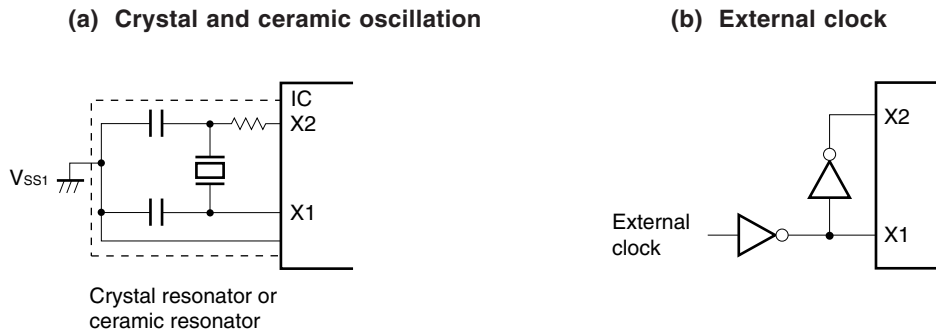 (a) Crystal and ceramic oscillation
(b) External clock
IC
X2
VSS1
X1
Crystal resonator or
ceramic resonator
X2
External
clock
X1